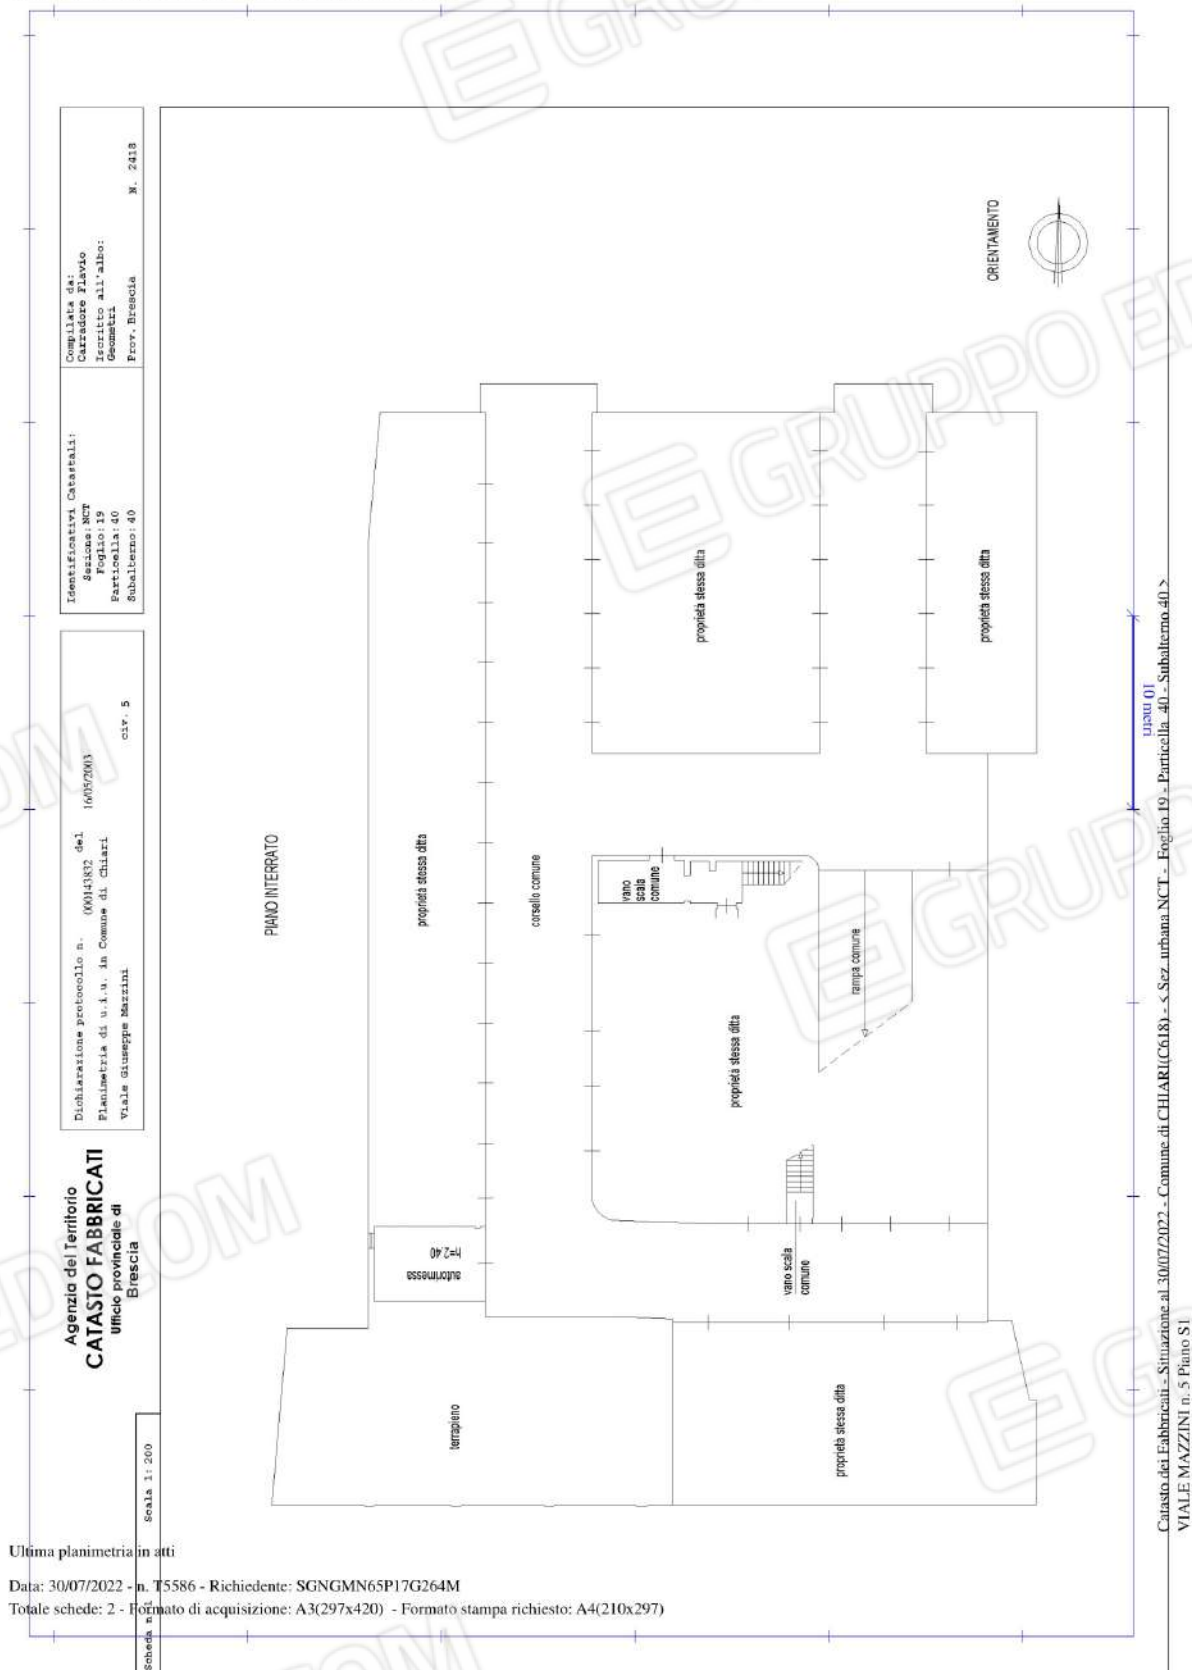 Agenzia del Territorio
CATASTO FABBRICATI
Ufficio provinciale di
Brescia
Dichiarazione protocollo n. 000143832 del 16/05/2003
Planimetria di u.i.u. in Comune di Chiari
Viale Giuseppe Mazzini civ. 5
Identificativi Catastali:
Sezione: NCT
Foglio: 19
Particella: 40
Subalterno: 40
Compilata da:
Carradore Flavio
Iscritto all'albo:
Geometri
Prov. Brescia N. 2418
Scheda n. 1 Scala 1: 200
PIANO INTERRATO
ORIENTAMENTO
proprietà stessa ditta
corsello comune
proprietà stessa ditta
proprietà stessa ditta
vano
scala
comune
rampa comune
proprietà stessa ditta
autorimessa
h=2.40
vano scala
comune
terrapieno
proprietà stessa ditta
10 metri
Catasto dei Fabbricati - Situazione al 30/07/2022 - Comune di CHIARI(C618) - < Sez. urbana NCT - Foglio 19 - Particella 40 - Subalterno 40 >
VIALE MAZZINI n. 5 Piano S1
Ultima planimetria in atti
Data: 30/07/2022 - n. T5586 - Richiedente: SGNGMN65P17G264M
Totale schede: 2 - Formato di acquisizione: A3(297x420) - Formato stampa richiesto: A4(210x297)
GRUPPO EDICOM